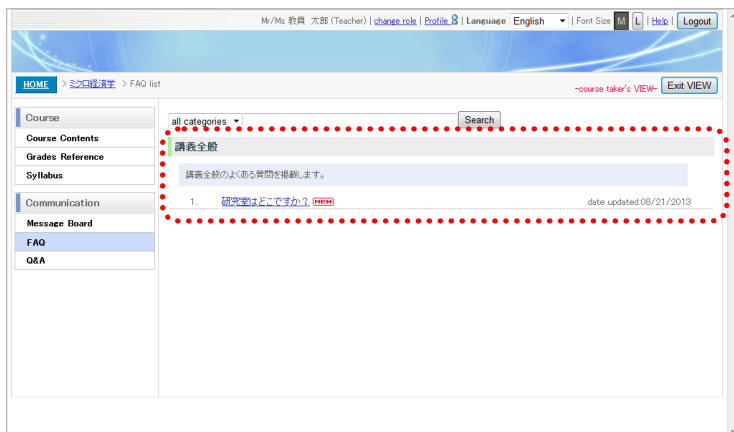 Mr/Ms 教員 太郎 (Teacher) | change role | Profile | Language English | Font Size M L | Help | Logout
HOME > ミクロ経済学 > FAQ list
-course taker's VIEW- Exit VIEW
Course
Course Contents
Grades Reference
Syllabus
Communication
Message Board
FAQ
Q&A
all categories Search
講義全般
講義全般のよくある質問を掲載します。
1. 研究室はどこですか？ NEW date updated:08/21/2013